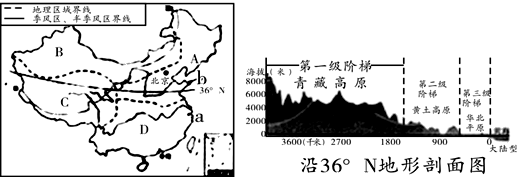 地理区域界线
季风区、非季风区界线
B
A
北京
b
36°
C
a
D
海拔(米)
第一级阶梯
青藏高原
第二级
阶梯
黄土高原
第三级
阶梯
华北
平原
8000
6000
4000
2000
0
3600(千米)
2700
1800
900
0
大陆型
沿36° N地形剖面图